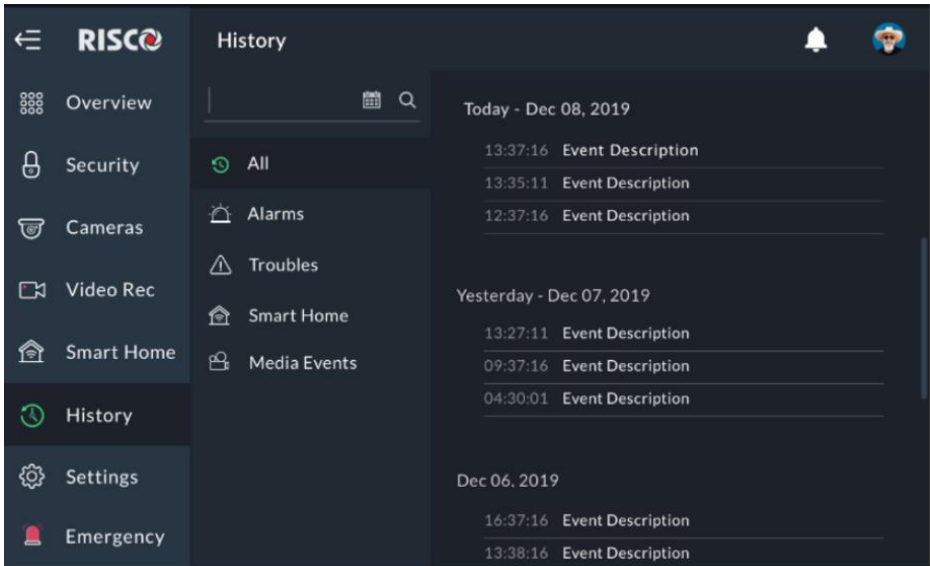 RISCO
History
Overview
Security
Cameras
Video Rec
Smart Home
History
Settings
Emergency
All
Alarms
Troubles
Smart Home
Media Events
Today - Dec 08, 2019
13:37:16 Event Description
13:35:11 Event Description
12:37:16 Event Description
Yesterday - Dec 07, 2019
13:27:11 Event Description
09:37:16 Event Description
04:30:01 Event Description
Dec 06, 2019
16:37:16 Event Description
13:38:16 Event Description